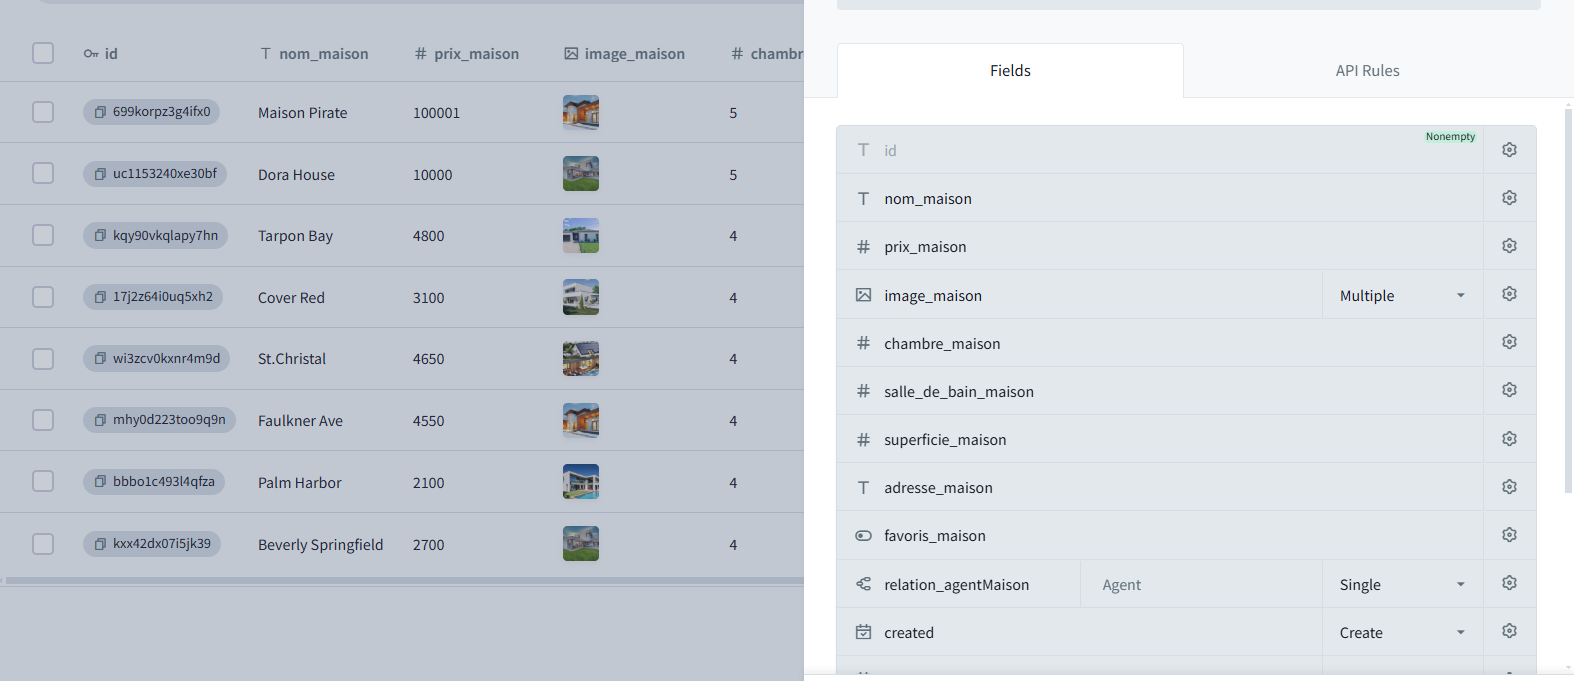 id nom_maison prix_maison image_maison chambr
699korpz3g4ifx0 Maison Pirate 100001 5
uc1153240xe30bf Dora House 10000 5
kqy90vkqlapy7hn Tarpon Bay 4800 4
17j2z64i0uq5xh2 Cover Red 3100 4
wi3zcv0kxnr4m9d St.Christal 4650 4
mhy0d223too9q9n Faulkner Ave 4550 4
bbbo1c493l4qfza Palm Harbor 2100 4
kxx42dx07i5jk39 Beverly Springfield 2700 4
Fields API Rules
Nonempty
id
nom_maison
prix_maison
image_maison Multiple
chambre_maison
salle_de_bain_maison
superficie_maison
adresse_maison
favoris_maison
relation_agentMaison Agent Single
created Create